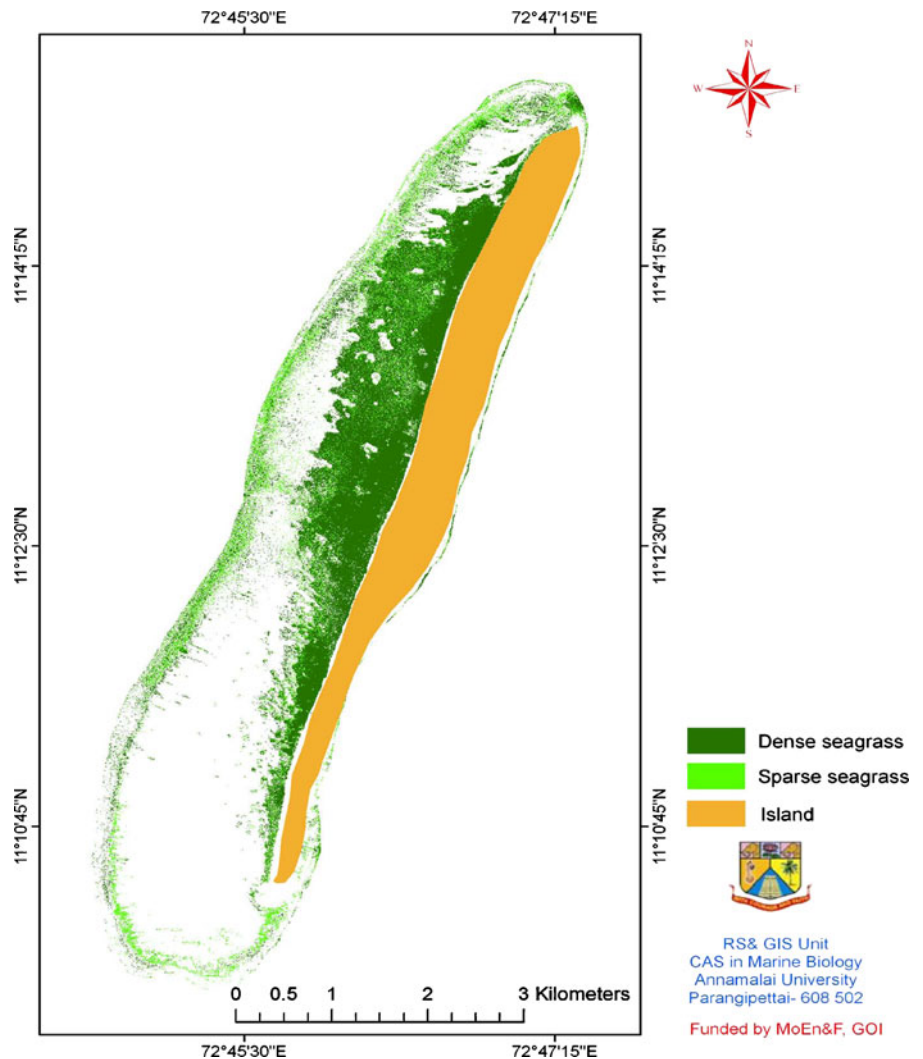 72°45'30"E
72°47'15"E
N
W
E
S
11°14'15"N
11°14'15"N
11°12'30"N
11°12'30"N
11°10'45"N
11°10'45"N
Dense seagrass
Sparse seagrass
Island
RS& GIS Unit
CAS in Marine Biology
Annamalai University
Parangipettai- 608 502
Funded by MoEn&F, GOI
0 0.5 1 2 3 Kilometers
72°45'30"E
72°47'15"E